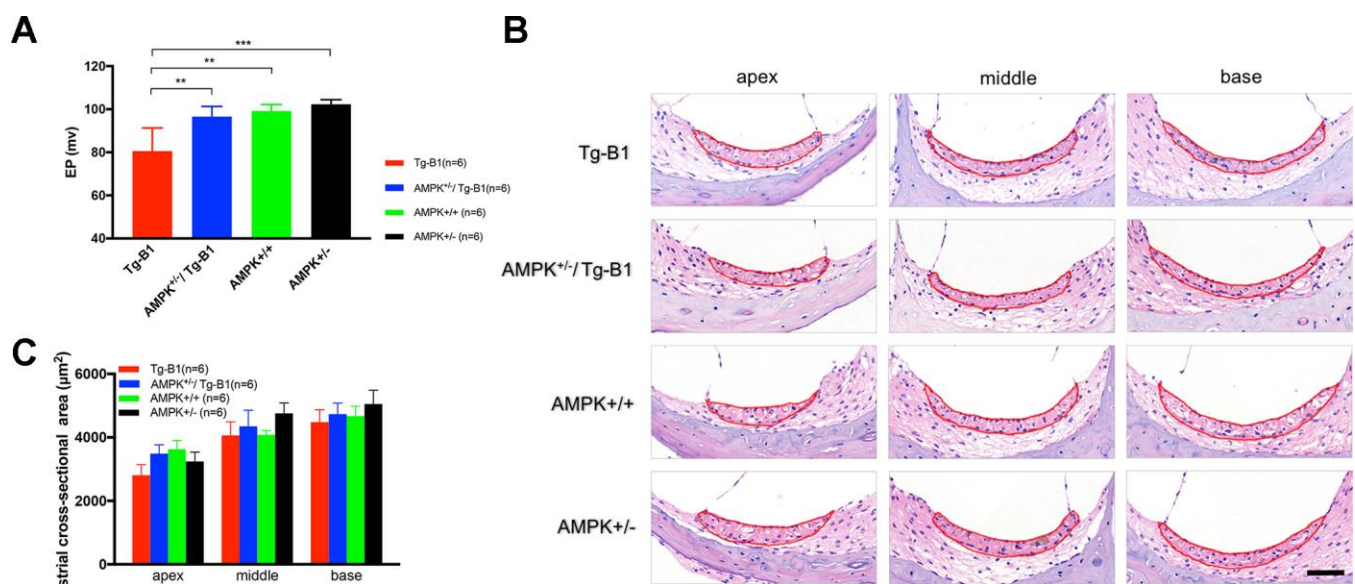 A
***
**
**
120
100
80
60
40
EP (mv)
Tg-B1
AMPK+/-/ Tg-B1
AMPK+/+
AMPK+/-
Tg-B1(n=6)
AMPK+/-/ Tg-B1(n=6)
AMPK+/+ (n=6)
AMPK+/- (n=6)
B
apex middle base
Tg-B1
AMPK+/-/ Tg-B1
AMPK+/+
AMPK+/-
C
Tg-B1(n=6)
AMPK+/-/ Tg-B1(n=6)
AMPK+/+ (n=6)
AMPK+/- (n=6)
6000
4000
2000
0
strial cross-sectional area (µm²)
apex middle base